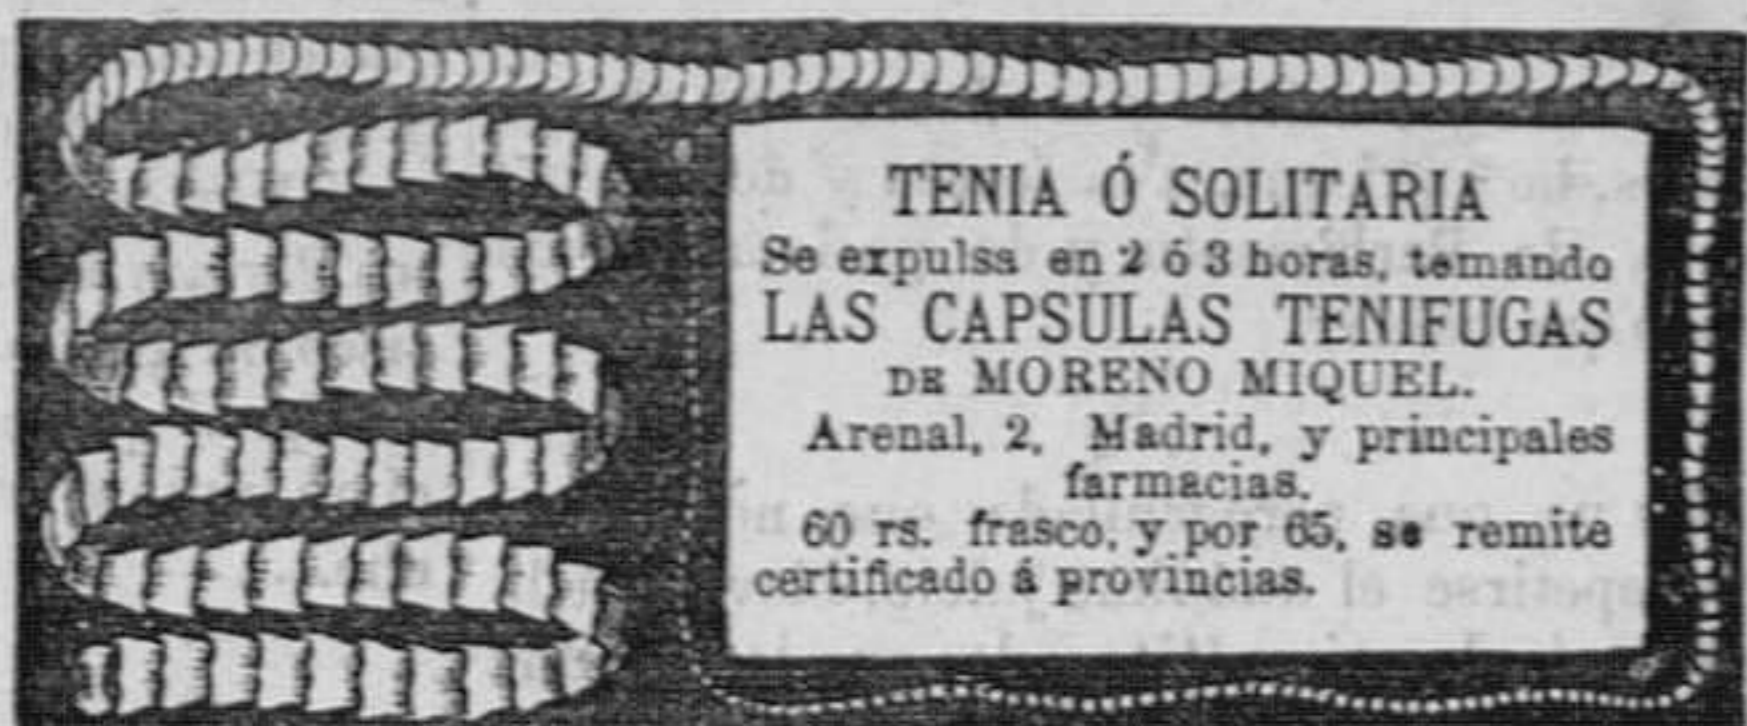 TENIA Ó SOLITARIA
Se expulsa en 2 ó 3 horas, temando
LAS CAPSULAS TENIFUGAS
DE MORENO MIQUEL.
Arenal, 2, Madrid, y principales
farmacias.
60 rs. frasco, y por 65, se remite
certificado á provincias.